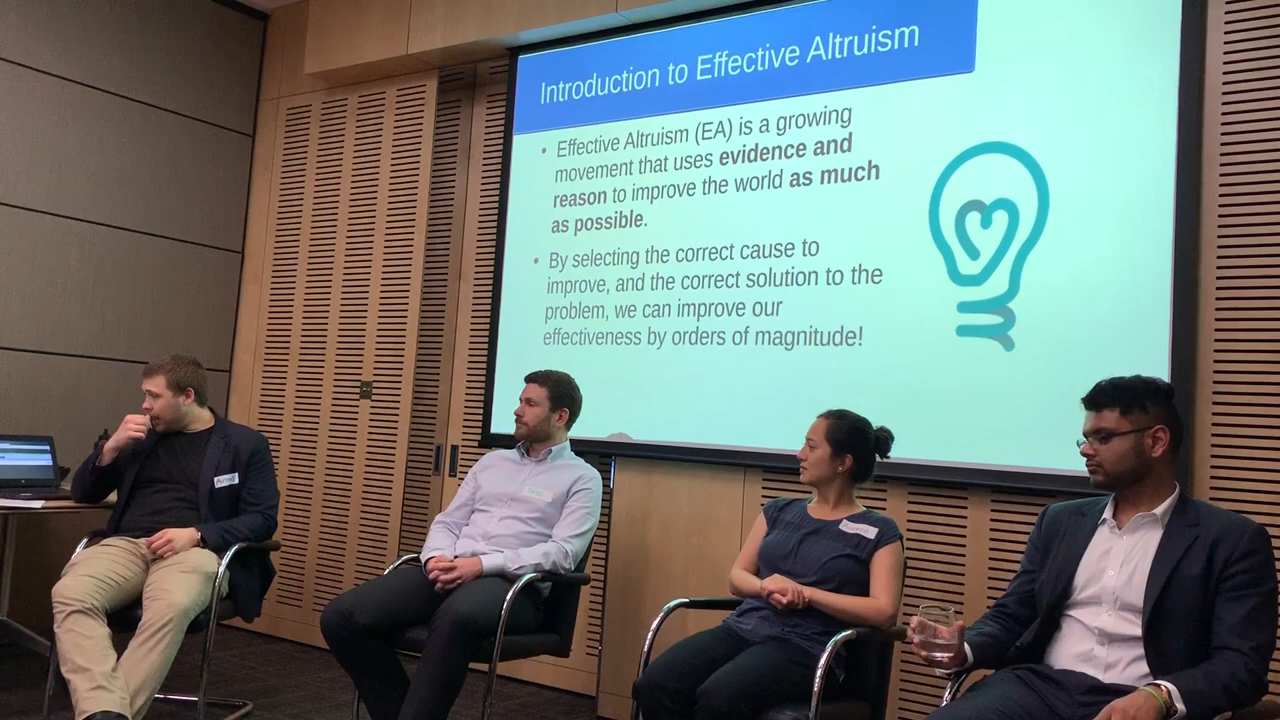 Introduction to Effective Altruism
• Effective Altruism (EA) is a growing
movement that uses evidence and
reason to improve the world as much
as possible.
• By selecting the correct cause to
improve, and the correct solution to the
problem, we can improve our
effectiveness by orders of magnitude!